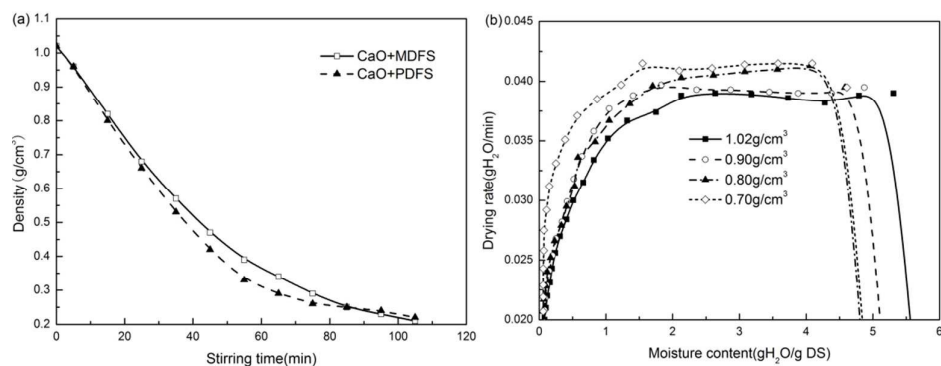 (a)
1.1
1.0
0.9
0.8
0.7
0.6
0.5
0.4
0.3
0.2
Density (g/cm³)
CaO+MDFS
CaO+PDFS
0 20 40 60 80 100 120
Stirring time(min)
(b)
0.045
0.040
0.035
0.030
0.025
0.020
Drying rate(gH₂O/min)
1.02g/cm³
0.90g/cm³
0.80g/cm³
0.70g/cm³
0 1 2 3 4 5 6
Moisture content(gH₂O/g DS)